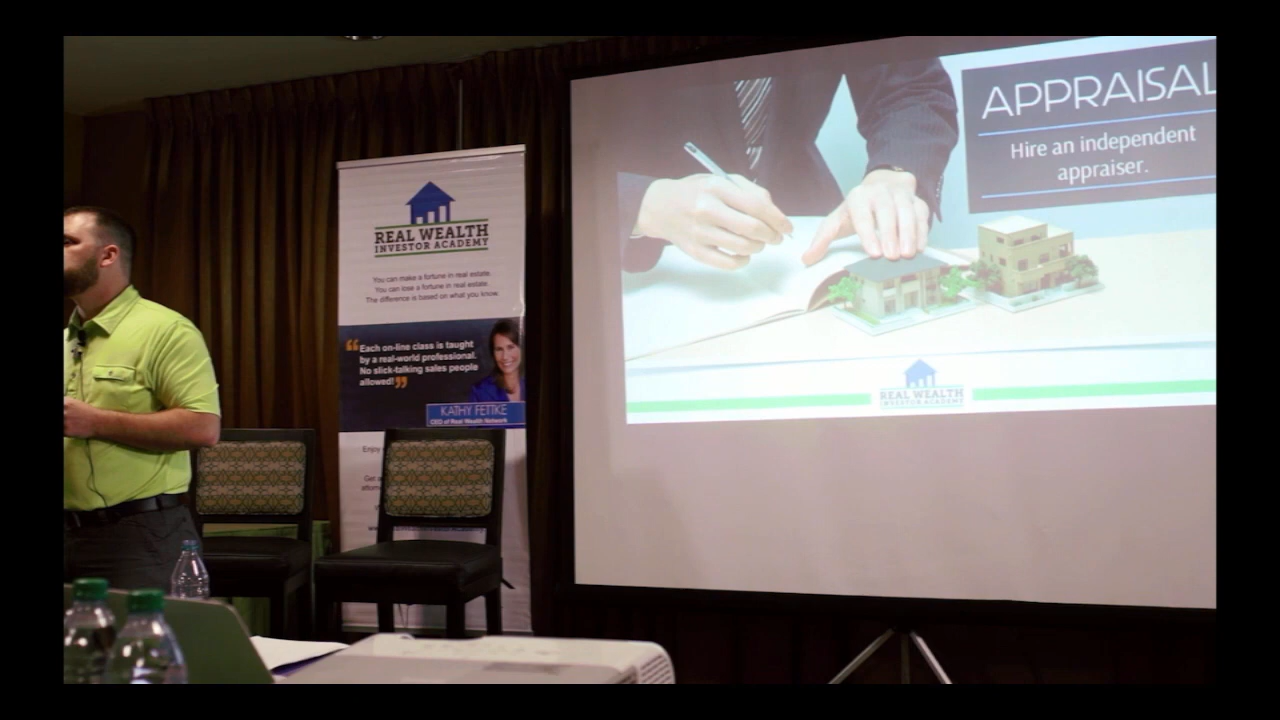 REAL WEALTH
INVESTOR ACADEMY
You can make a fortune in real estate.
You can lose a fortune in real estate.
The difference is based on what you know.
“Each on-line class is taught
by a real-world professional.
No slick-talking sales people
allowed!”
KATHY FETTKE
CEO of Real Wealth Network
Enjoy
Get a
APPRAISAL
Hire an independent
appraiser.
REAL WEALTH
INVESTOR ACADEMY